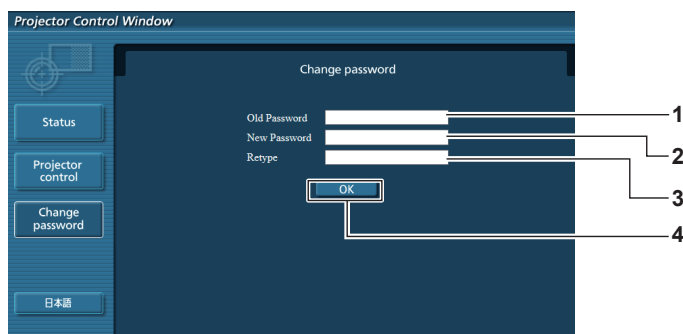 Projector Control Window
Change password
Old Password
New Password
Retype
OK
Status
Projector
control
Change
password
日本語
1
2
3
4